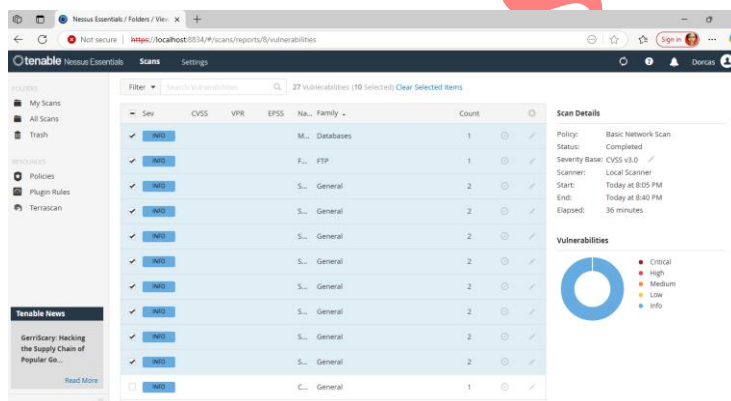 Nessus Essentials / Folders / View
Not secure https://localhost:8834/#/scans/reports/8/vulnerabilities
Sign in
tenable Nessus Essentials Scans Settings Dorcas
FOLDERS
My Scans
All Scans
Trash
RESOURCES
Policies
Plugin Rules
Terrascan
Tenable News
GerriScary: Hacking
the Supply Chain of
Popular Go...
Read More
Filter Search Vulnerabilities 27 Vulnerabilities (10 Selected) Clear Selected Items
Sev CVSS VPR EPSS Na... Family Count
INFO M... Databases 1
INFO F... FTP 1
INFO S... General 2
INFO S... General 2
INFO S... General 2
INFO S... General 2
INFO S... General 2
INFO S... General 2
INFO S... General 2
INFO S... General 2
INFO C... General 1
Scan Details
Policy: Basic Network Scan
Status: Completed
Severity Base: CVSS v3.0
Scanner: Local Scanner
Start: Today at 8:05 PM
End: Today at 8:40 PM
Elapsed: 36 minutes
Vulnerabilities
Critical
High
Medium
Low
Info